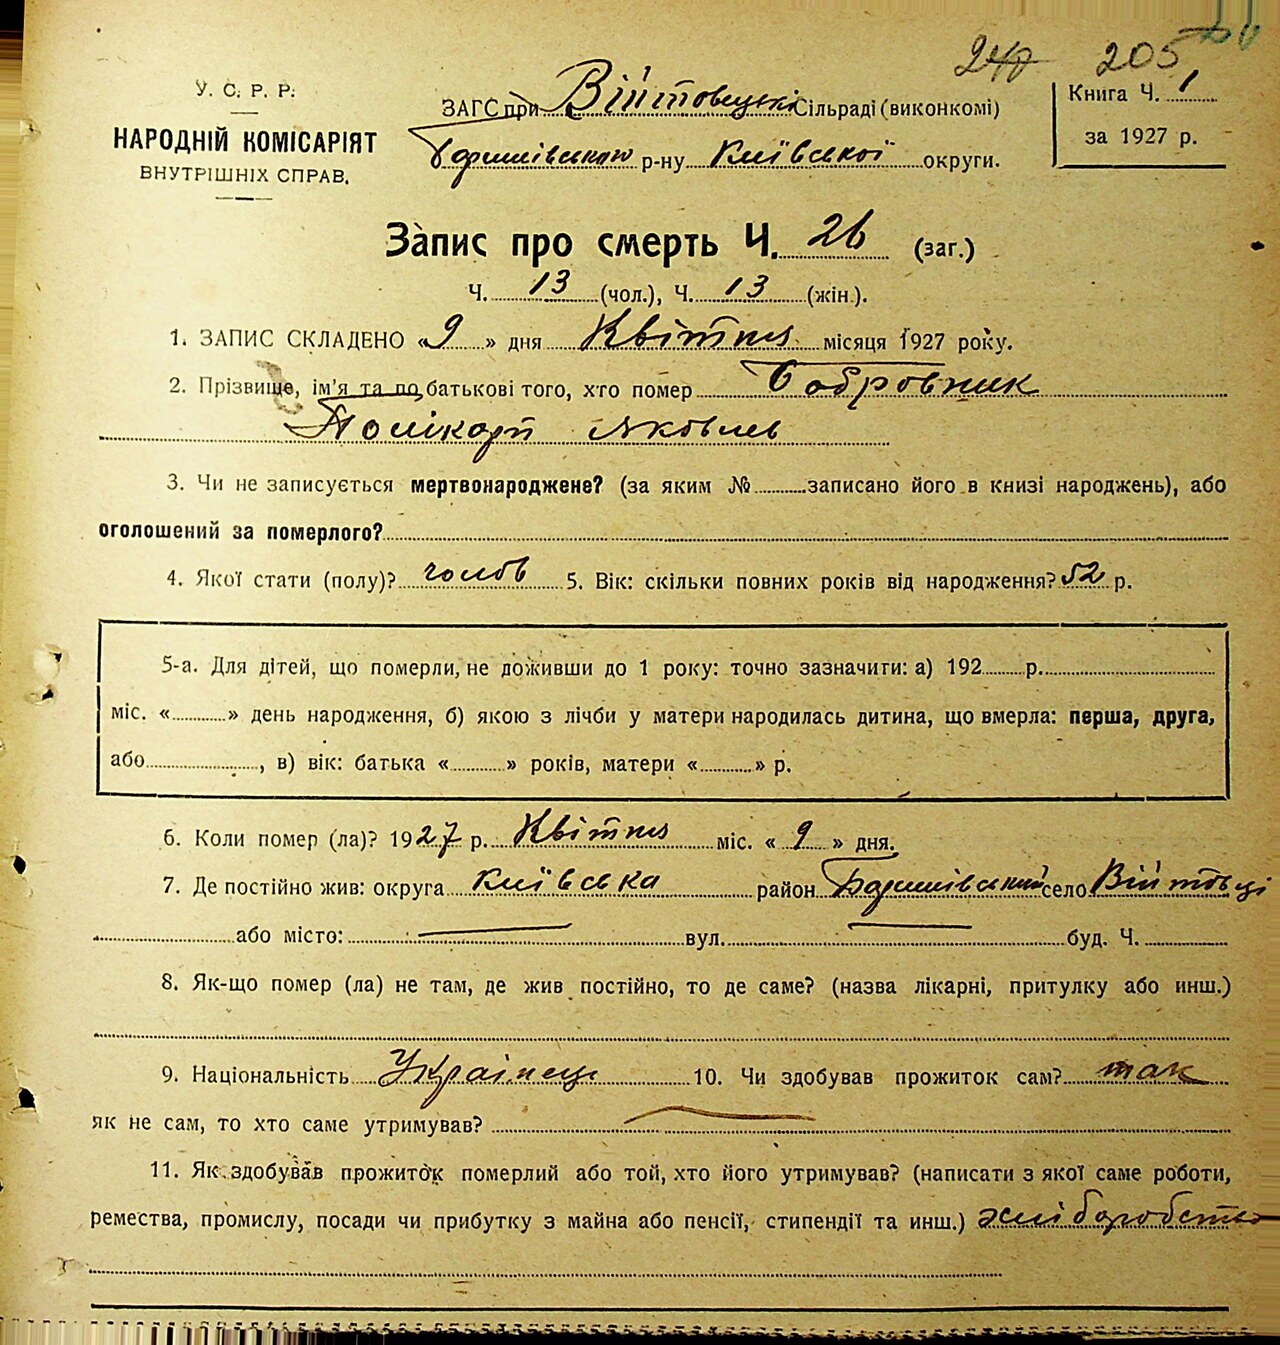 240 205
У. С. Р. Р.
НАРОДНІЙ КОМІСАРІЯТ
ВНУТРІШНІХ СПРАВ.
ЗАГС при Війтовецькі Сільраді (виконкомі)
Баришівською р-ну Київської округи.
Книга Ч. 1
за 1927 р.
Запис про смерть Ч. 26 (заг.)
Ч. 13 (чол.), Ч. 13 (жін.).
1. ЗАПИС СКЛАДЕНО «9» дня Квітня місяця 1927 року.
2. Прізвище, ім'я та по батькові того, хто помер Бобровник
Полікарп Яковлев
3. Чи не записується мертвонароджене? (за яким № записано його в книзі народжень), або
оголошений за померлого?
4. Якої стати (полу)? чолов 5. Вік: скільки повних років від народження? 52 р.
5-а. Для дітей, що померли, не доживши до 1 року: точно зазначити: а) 192 р.
міс. « » день народження, б) якою з лічби у матери народилась дитина, що вмерла: перша, друга,
або , в) вік: батька « » років, матери « » р.
6. Коли помер (ла)? 1927 р. Квітня міс. «9» дня.
7. Де постійно жив: округа Київська район Баришівський село Війтовці
або місто: вул. буд. Ч.
8. Як-що помер (ла) не там, де жив постійно, то де саме? (назва лікарні, притулку або инш.)
9. Національність Українець 10. Чи здобував прожиток сам? так
як не сам, то хто саме утримував?
11. Як здобував прожиток померлий або той, хто його утримував? (написати з якої саме роботи,
ремества, промислу, посади чи прибутку з майна або пенсії, стипендії та инш.) хліборобство